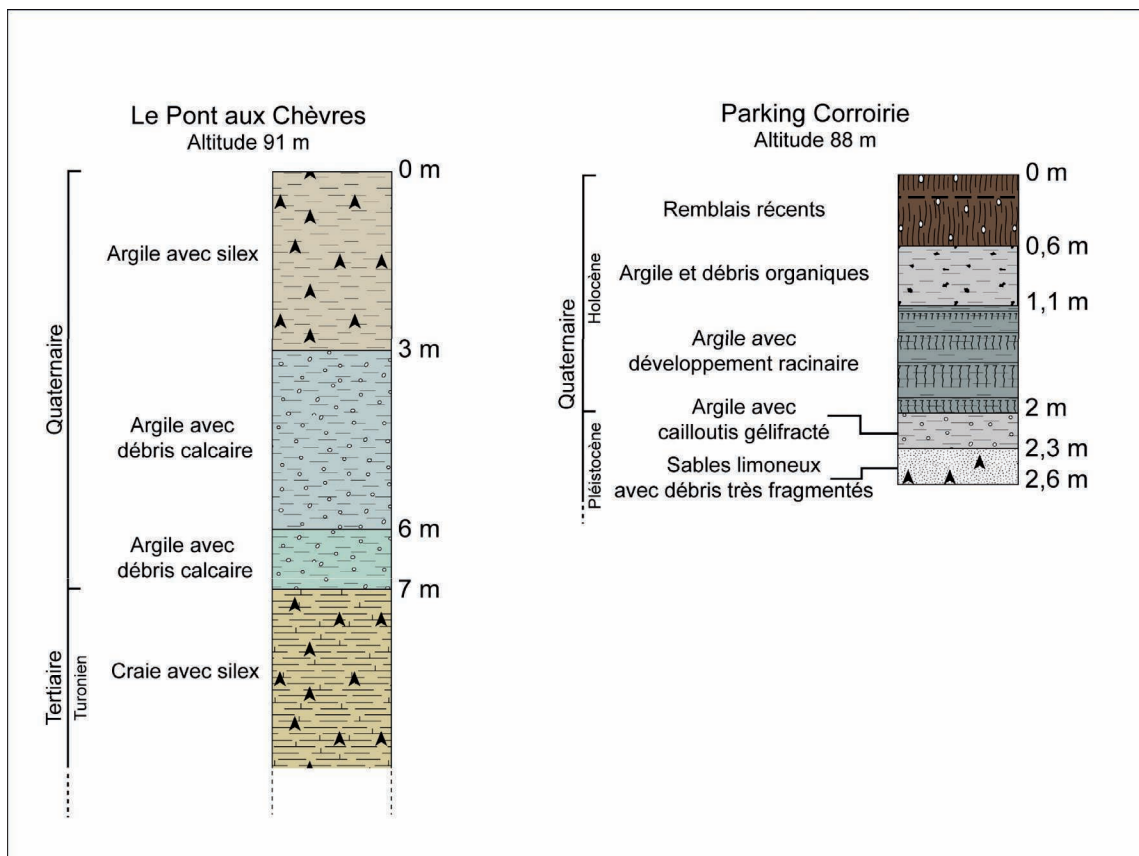 Le Pont aux Chèvres
Altitude 91 m
0 m
Argile avec silex
3 m
Argile avec
débris calcaire
6 m
Argile avec
débris calcaire
7 m
Craie avec silex
Quaternaire
Tertiaire
Turonien
Parking Corroirie
Altitude 88 m
0 m
Remblais récents
0,6 m
Argile et débris organiques
1,1 m
Argile avec
développement racinaire
2 m
Argile avec
cailloutis gélifracté
2,3 m
Sables limoneux
avec débris très fragmentés
2,6 m
Quaternaire
Holocène
Pléistocène